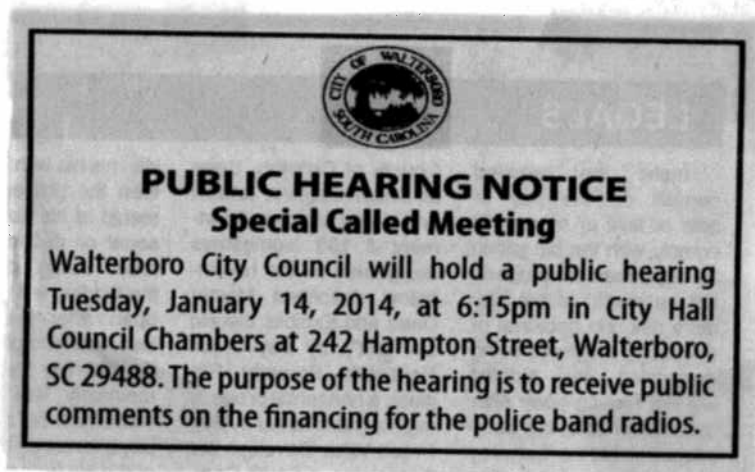 CITY OF WALTERBORO
SOUTH CAROLINA
LEGALS
PUBLIC HEARING NOTICE
Special Called Meeting
Walterboro City Council will hold a public hearing
Tuesday, January 14, 2014, at 6:15pm in City Hall
Council Chambers at 242 Hampton Street, Walterboro,
SC 29488. The purpose of the hearing is to receive public
comments on the financing for the police band radios.